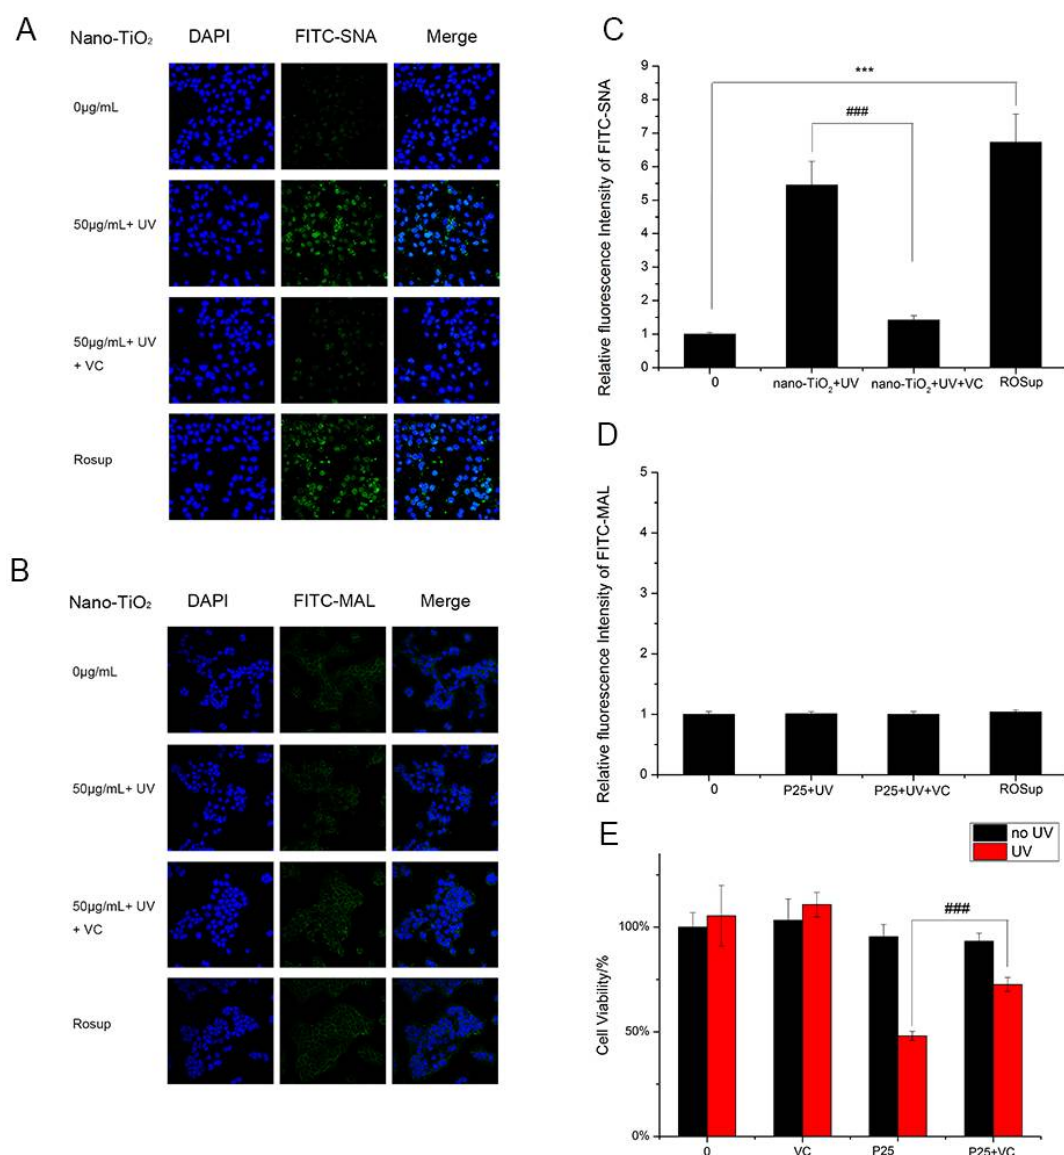 A
Nano-TiO₂ DAPI FITC-SNA Merge
0µg/mL
50µg/mL+ UV
50µg/mL+ UV
+ VC
Rosup
B
Nano-TiO₂ DAPI FITC-MAL Merge
0µg/mL
50µg/mL+ UV
50µg/mL+ UV
+ VC
Rosup
C
Relative fluorescence Intensity of FITC-SNA
9
8
7
6
5
4
3
2
1
0
***
###
0 nano-TiO₂+UV nano-TiO₂+UV+VC ROSup
D
Relative fluorescence Intensity of FITC-MAL
5
4
3
2
1
0
0 P25+UV P25+UV+VC ROSup
E
no UV
UV
Cell Viability/%
100%
50%
0%
###
0 VC P25 P25+VC